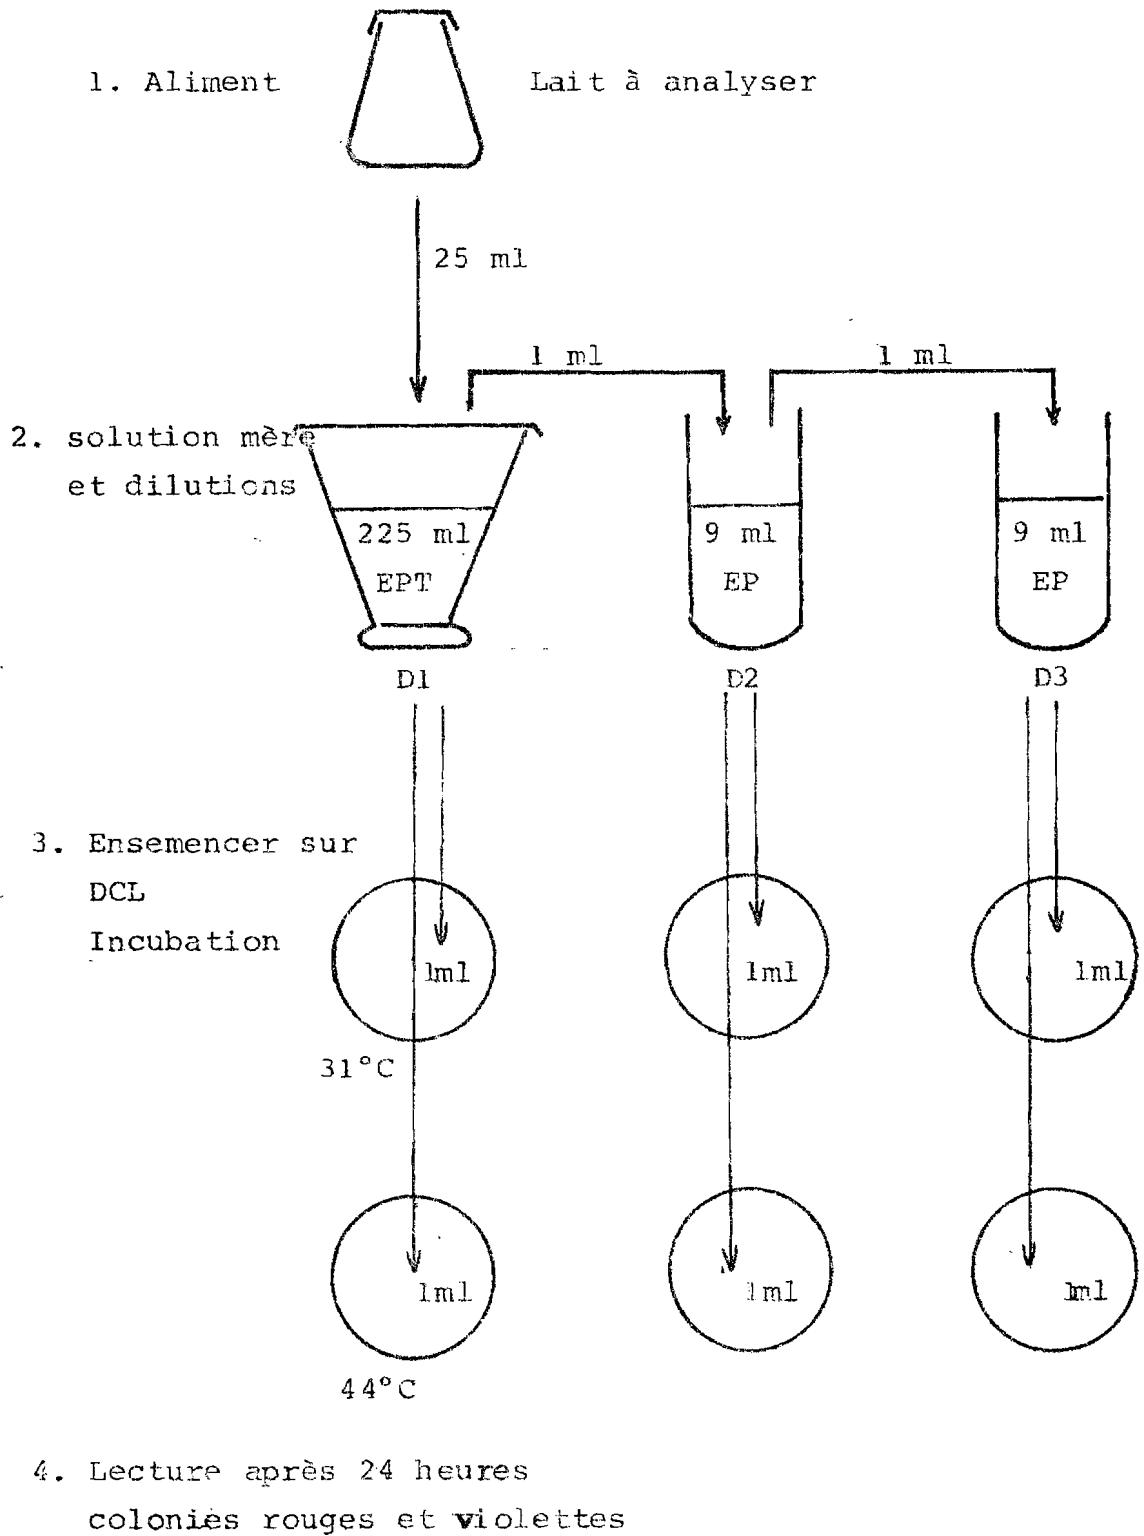 1. Aliment
Lait à analyser
25 ml
1 ml
1 ml
2. solution mère
et dilutions
225 ml
EPT
9 ml
EP
9 ml
EP
D1
D2
D3
3. Ensemencer sur
DCL
Incubation
1ml
1ml
1ml
31°C
1ml
1ml
1ml
44°C
4. Lecture après 24 heures
colonies rouges et violettes